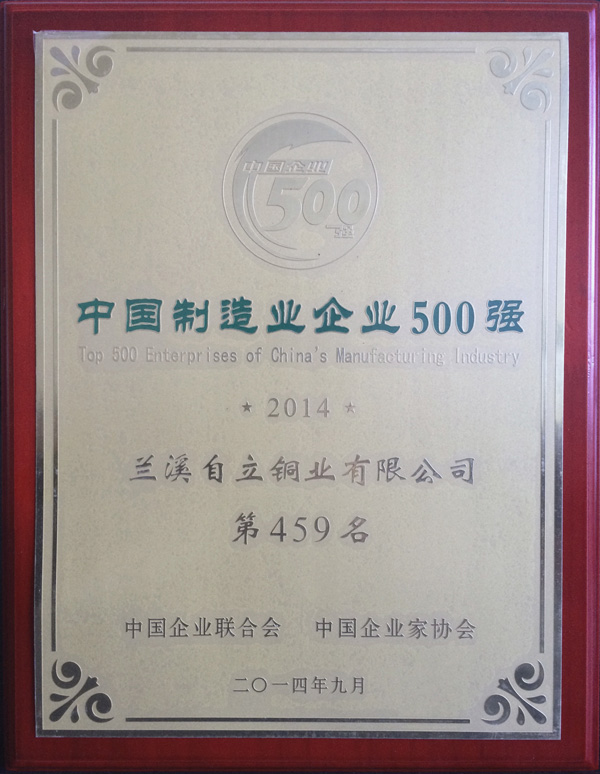 中国企业
500
强
中国制造业企业500强
Top 500 Enterprises of China's Manufacturing Industry
★ 2014 ★
兰溪自立铜业有限公司
第459名
中国企业联合会 中国企业家协会
二〇一四年九月